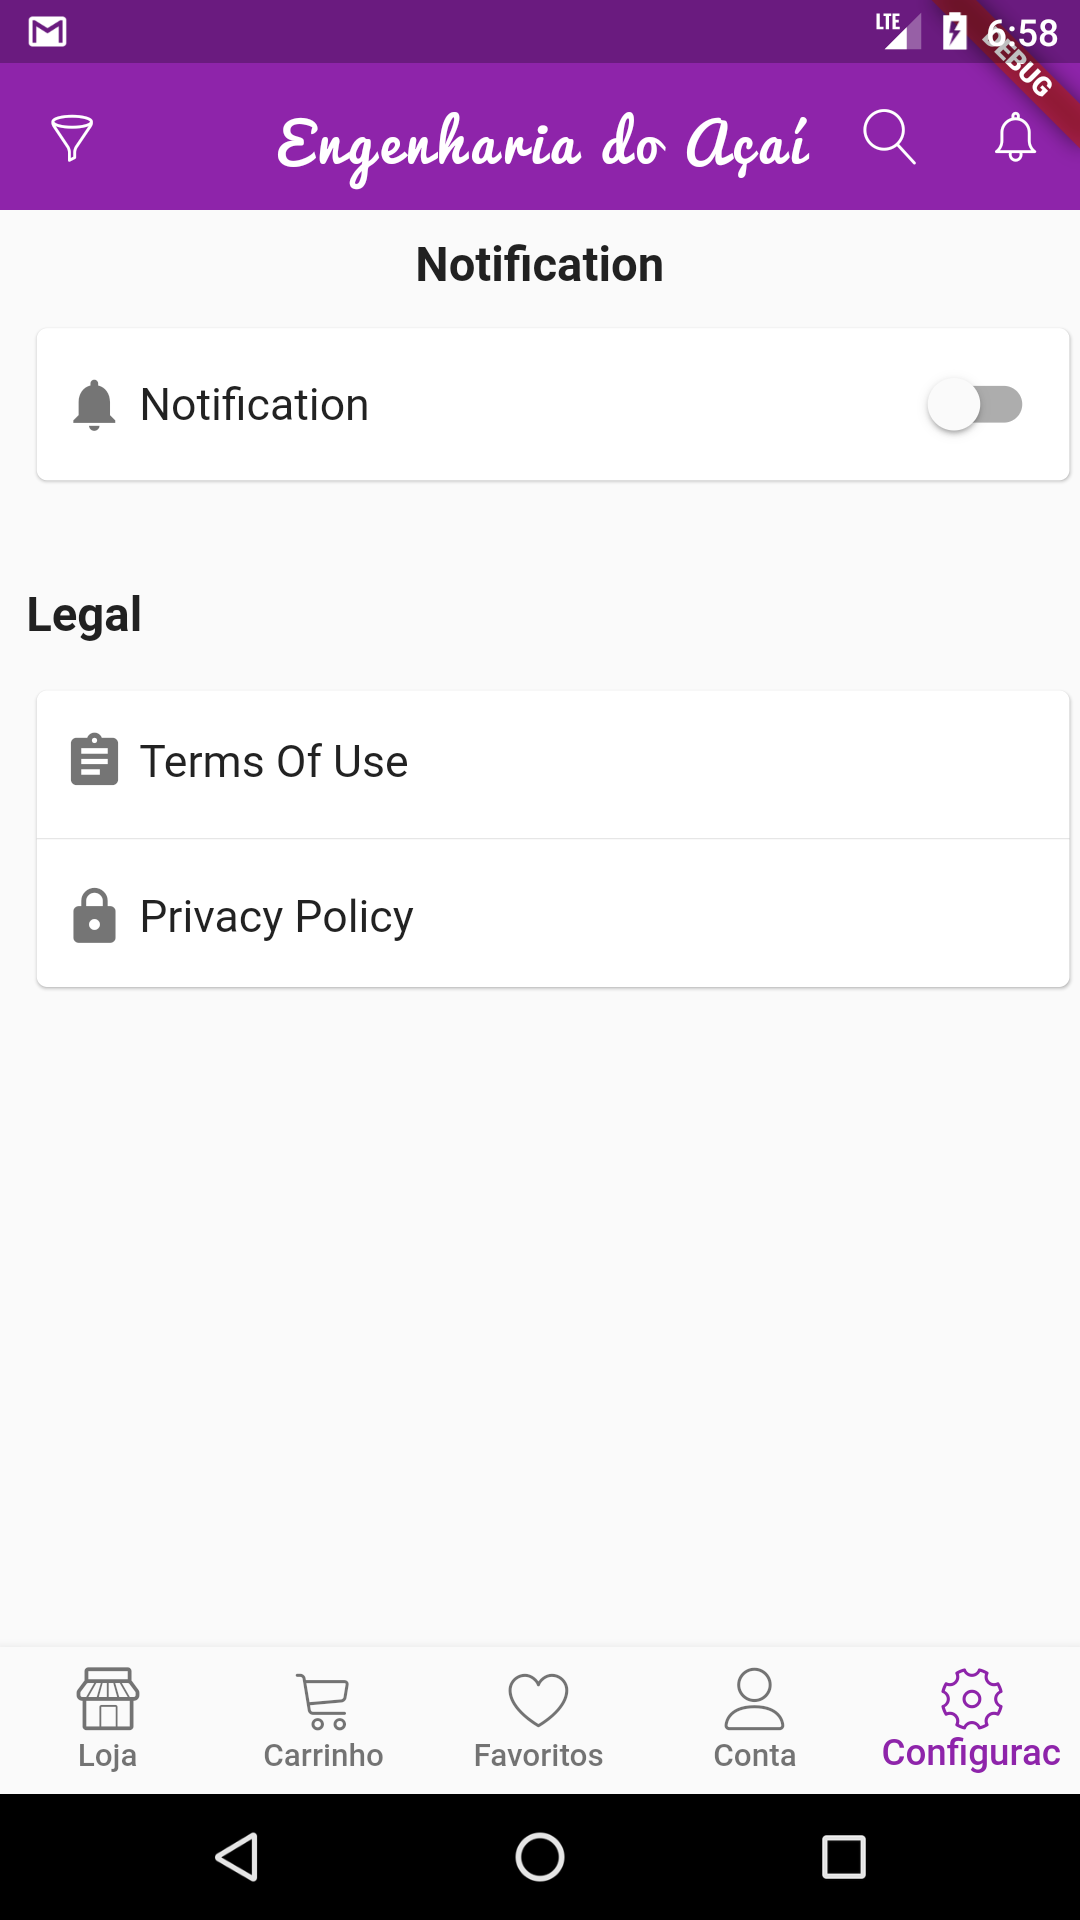 LTE 6:58
DEBUG
Engenharia do Açaí
Notification
Notification
Legal
Terms Of Use
Privacy Policy
Loja Carrinho Favoritos Conta Configurac